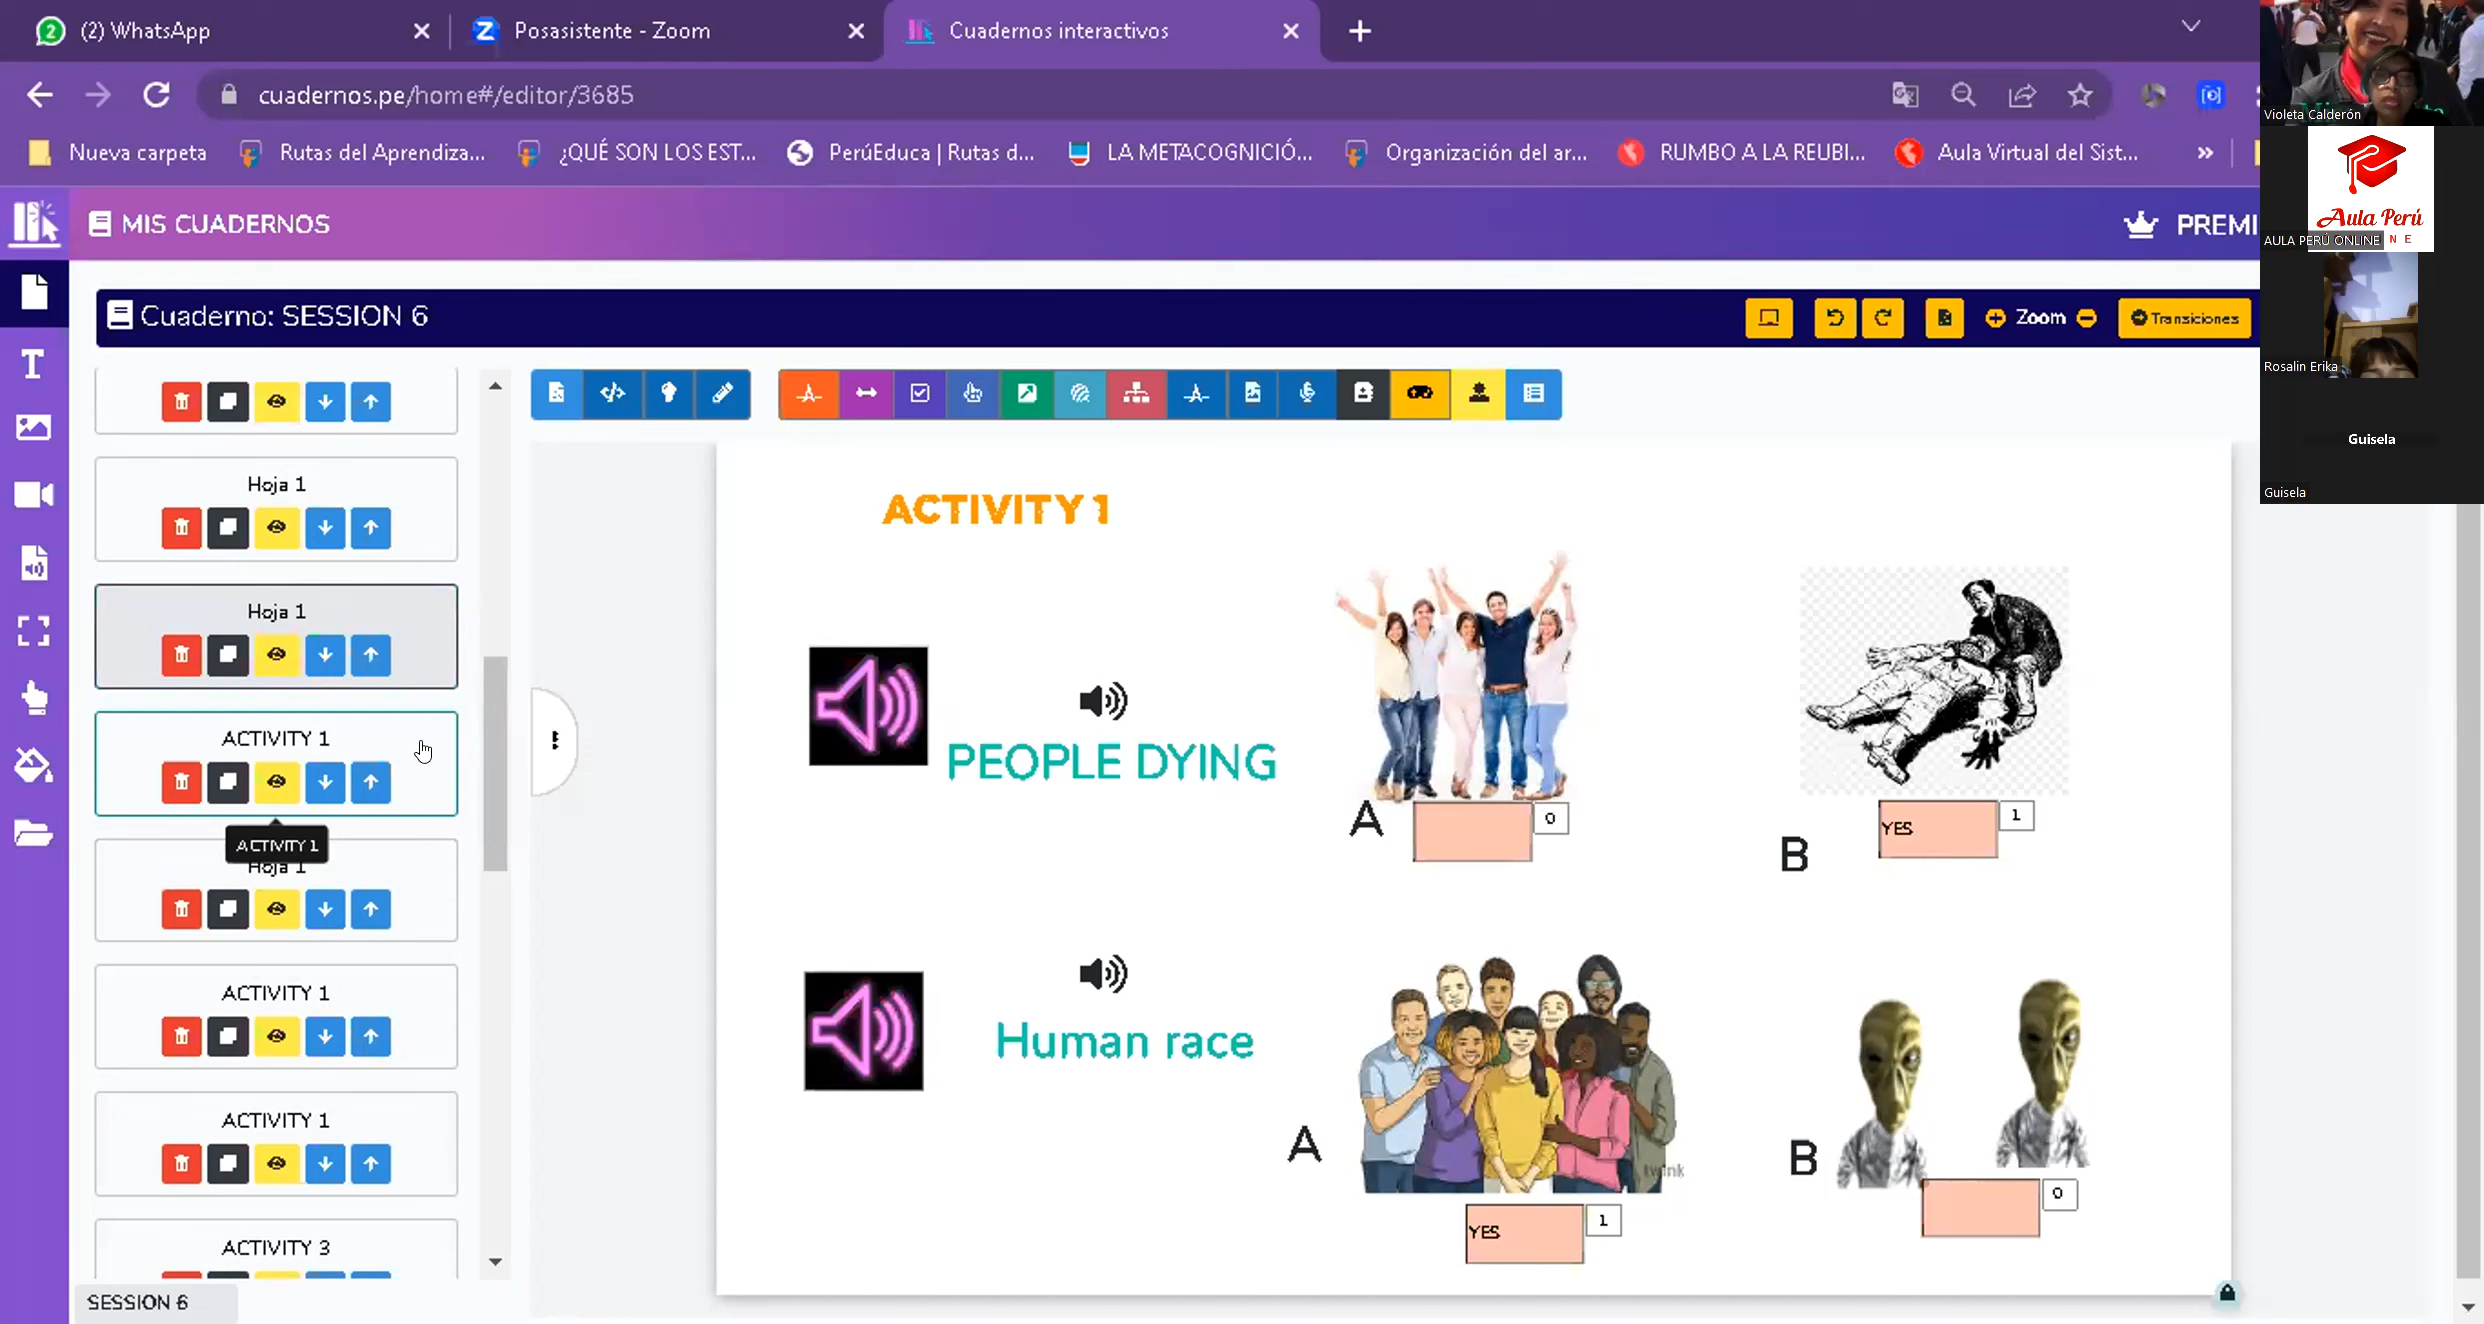 (2) WhatsApp
Posasistente - Zoom
Cuadernos interactivos
cuadernos.pe/home#/editor/3685
Nueva carpeta
Rutas del Aprendiza...
¿QUÉ SON LOS EST...
PerúEduca | Rutas d...
LA METACOGNICIÓ...
Organización del ar...
RUMBO A LA REUBI...
Aula Virtual del Sist...
MIS CUADERNOS
PREMI
Cuaderno: SESSION 6
Zoom
Transiciones
Hoja 1
Hoja 1
ACTIVITY 1
ACTIVITY 1
Hoja 1
ACTIVITY 1
ACTIVITY 1
ACTIVITY 3
SESSION 6
ACTIVITY 1
PEOPLE DYING
A
0
B
YES
1
Human race
A
YES
1
B
0
twink
Violeta Calderón
Aula Perú
N E
AULA PERÚ ONLINE
Rosalin Erika
Guisela
Guisela